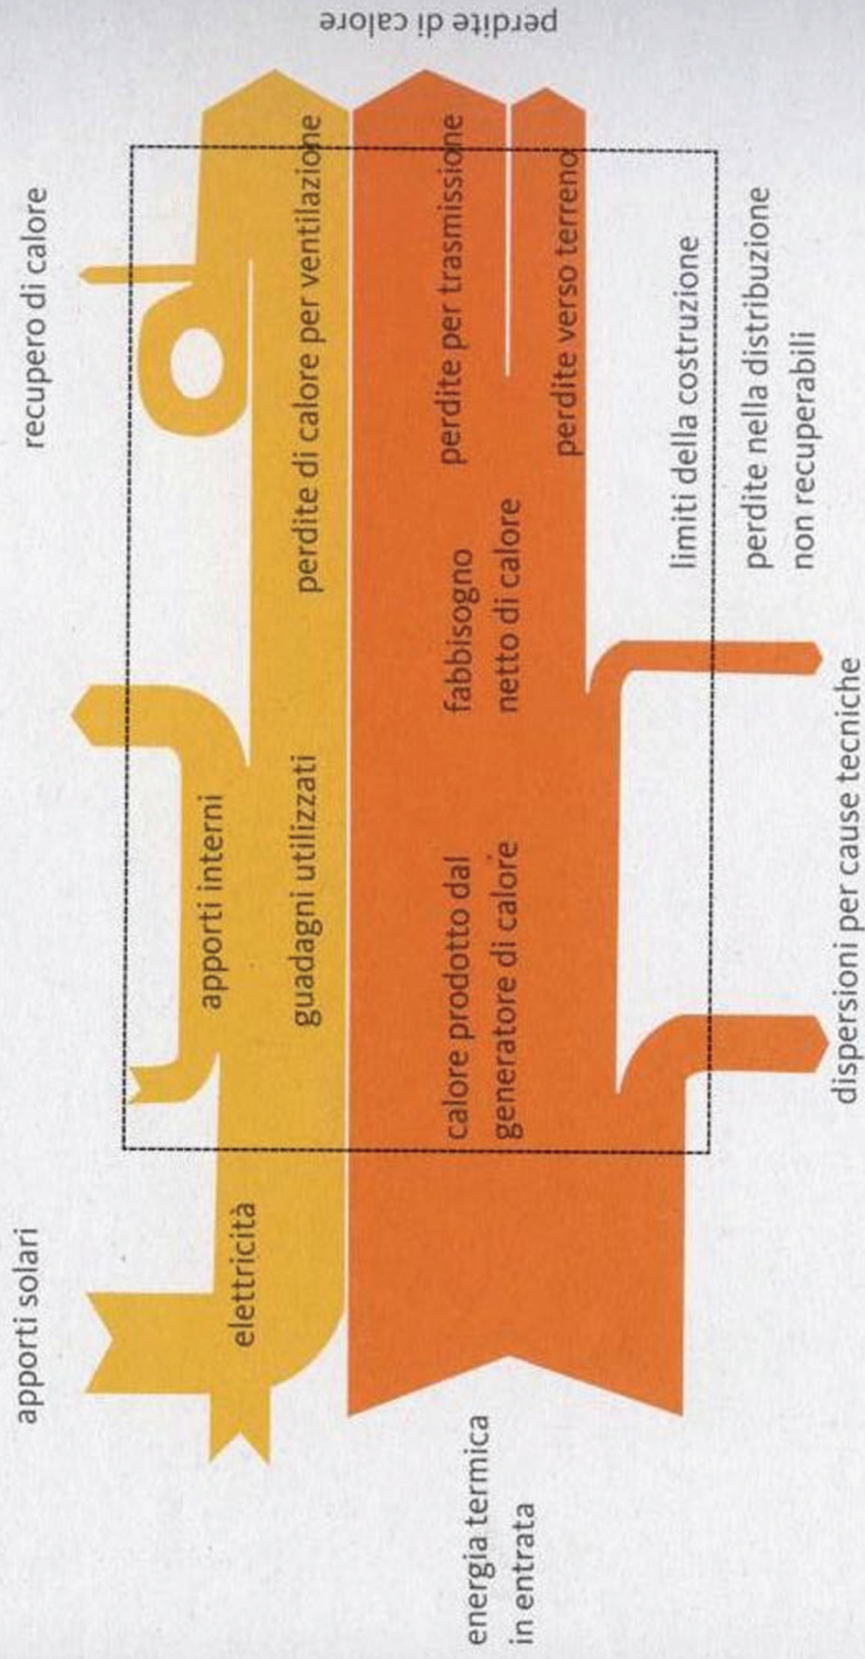 apporti solari
recupero di calore
elettricità
apporti interni
guadagni utilizzati
perdite di calore per ventilazione
energia termica
in entrata
calore prodotto dal
generatore di calore
fabbisogno
netto di calore
perdite per trasmissione
perdite verso terreno
perdite di calore
limiti della costruzione
perdite nella distribuzione
non recuperabili
dispersioni per cause tecniche